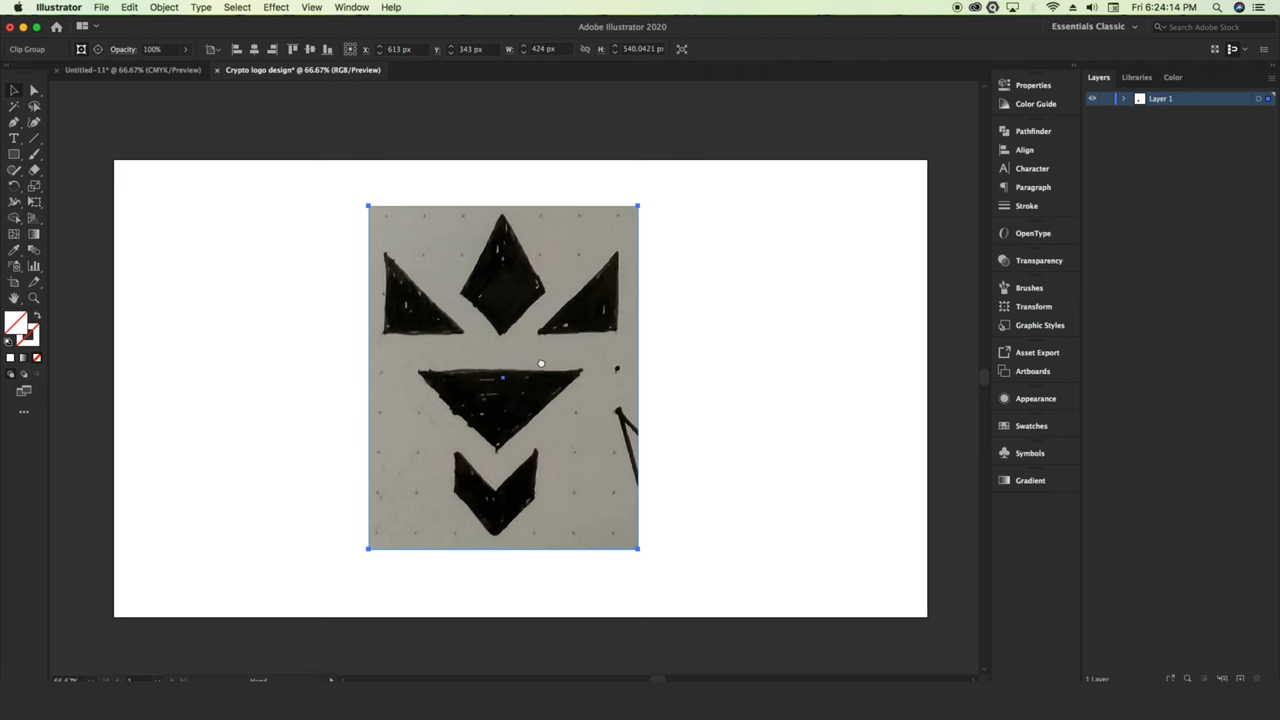 Illustrator File Edit Object Type Select Effect View Window Help
Fri 6:24:14 PM
Adobe Illustrator 2020
Essentials Classic
Search Adobe Stock
Clip Group Opacity: 100% X: 613 px Y: 343 px W: 424 px H: 540.0421 p
Untitled-11* @ 66.67% (CMYK/Preview) Crypto logo design* @ 66.67% (RGB/Preview)
Layers Libraries Color
Layer 1
Properties
Color Guide
Pathfinder
Align
Character
Paragraph
Stroke
OpenType
Transparency
Brushes
Transform
Graphic Styles
Asset Export
Artboards
Appearance
Swatches
Symbols
Gradient
66.67% 1 Hand
1 Layer